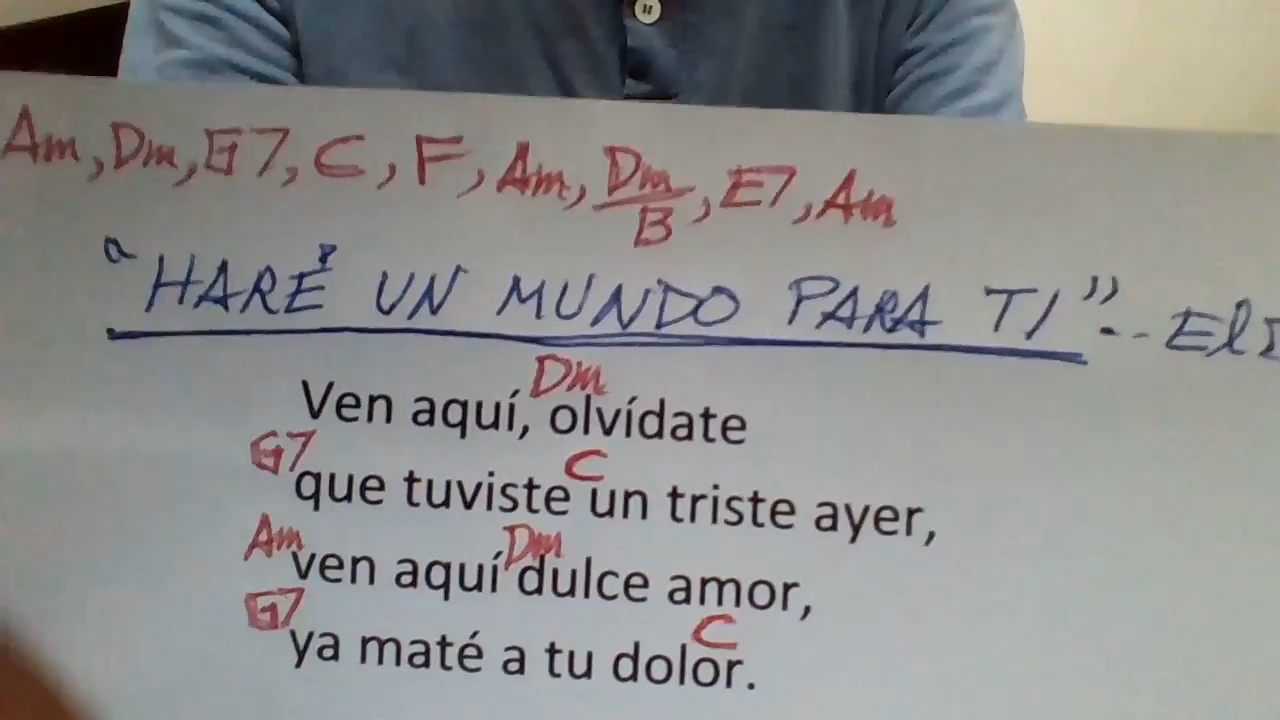 Am, Dm, G7, C, F, Am, Dm/B, E7, Am
"HARÉ UN MUNDO PARA TI"..
Dm
Ven aquí, olvídate
G7 C
que tuviste un triste ayer,
Am Dm
ven aquí dulce amor,
G7 C
ya maté a tu dolor.